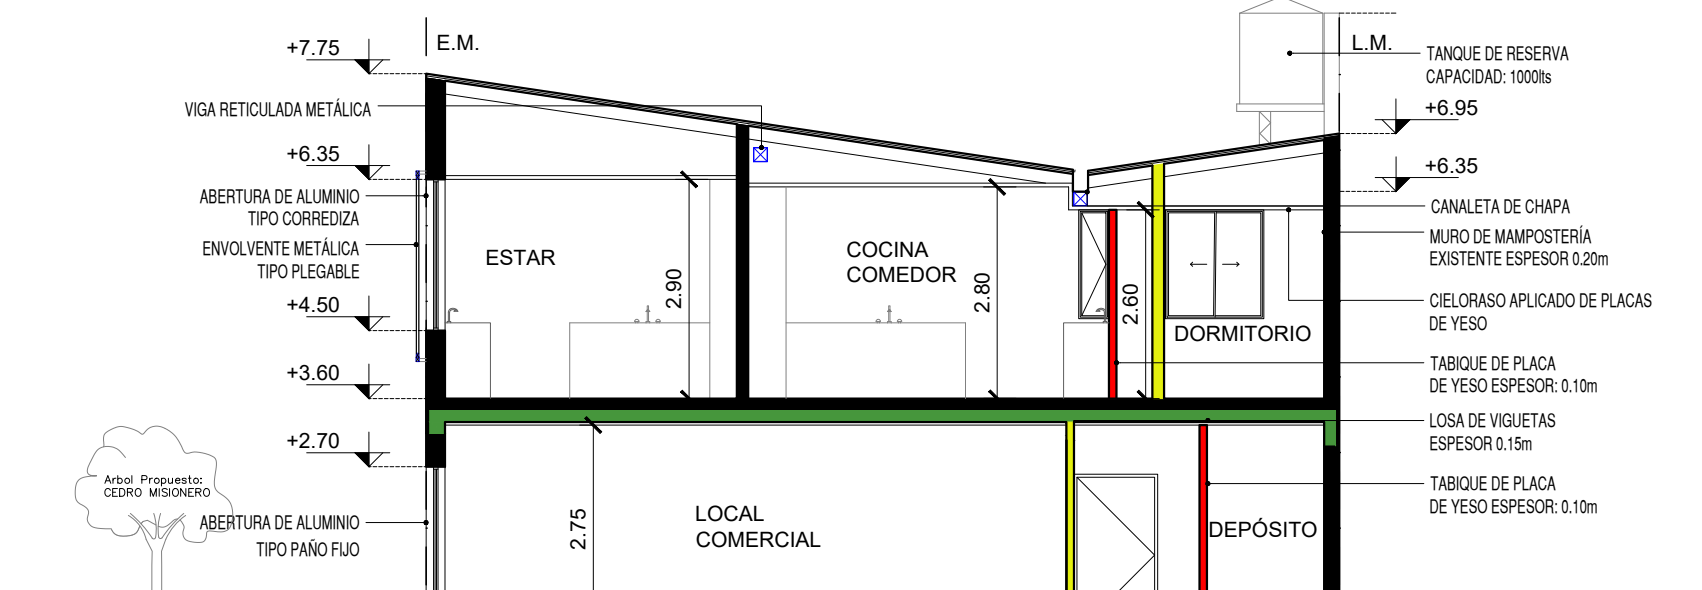 E.M.
L.M.
+7.75
VIGA RETICULADA METÁLICA
+6.35
ABERTURA DE ALUMINIO
TIPO CORREDIZA
ENVOLVENTE METÁLICA
TIPO PLEGABLE
+4.50
+3.60
+2.70
Arbol Propuesto:
CEDRO MISIONERO
ABERTURA DE ALUMINIO
TIPO PAÑO FIJO
ESTAR
2.90
COCINA
COMEDOR
2.80
2.60
DORMITORIO
2.75
LOCAL
COMERCIAL
DEPÓSITO
TANQUE DE RESERVA
CAPACIDAD: 1000lts
+6.95
+6.35
CANALETA DE CHAPA
MURO DE MAMPOSTERÍA
EXISTENTE ESPESOR 0.20m
CIELORASO APLICADO DE PLACAS
DE YESO
TABIQUE DE PLACA
DE YESO ESPESOR: 0.10m
LOSA DE VIGUETAS
ESPESOR 0.15m
TABIQUE DE PLACA
DE YESO ESPESOR: 0.10m